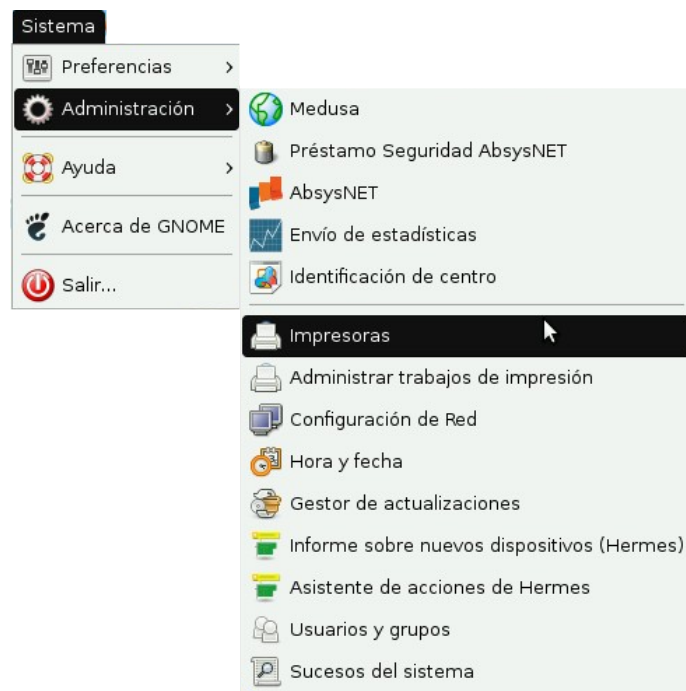 Sistema
Preferencias
Administración
Ayuda
Acerca de GNOME
Salir...
Medusa
Préstamo Seguridad AbsysNET
AbsysNET
Envío de estadísticas
Identificación de centro
Impresoras
Administrar trabajos de impresión
Configuración de Red
Hora y fecha
Gestor de actualizaciones
Informe sobre nuevos dispositivos (Hermes)
Asistente de acciones de Hermes
Usuarios y grupos
Sucesos del sistema